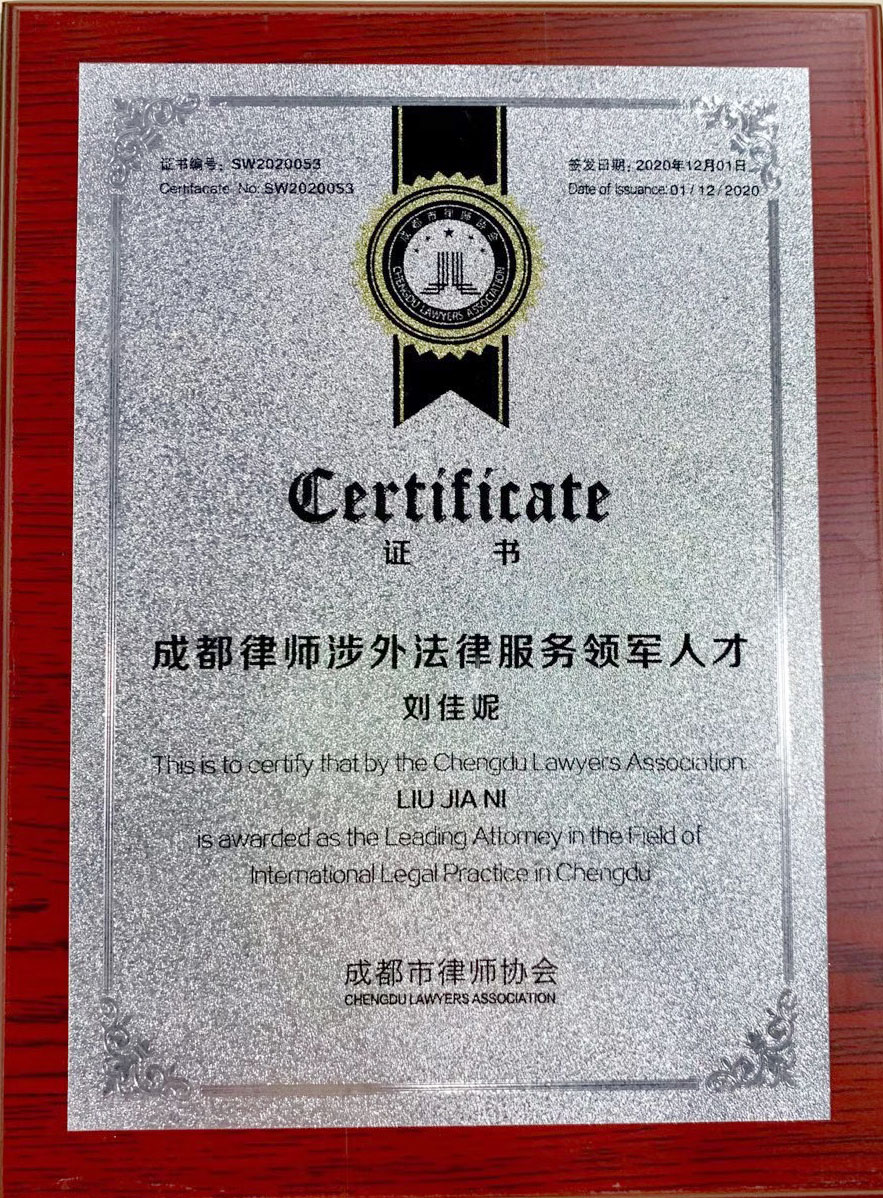 证书编号：SW2020053
Certifacate No: SW2020053
签发日期：2020年12月01日
Date of Issuance: 01 / 12 / 2020
成都市律师协会
CHENGDU LAWYERS ASSOCIATION
Certificate
证 书
成都律师涉外法律服务领军人才
刘佳妮
This is to certify that by the Chengdu Lawyers Association.
LIU JIA NI
is awarded as the Leading Attorney in the Field of
International Legal Practice in Chengdu
成都市律师协会
CHENGDU LAWYERS ASSOCIATION